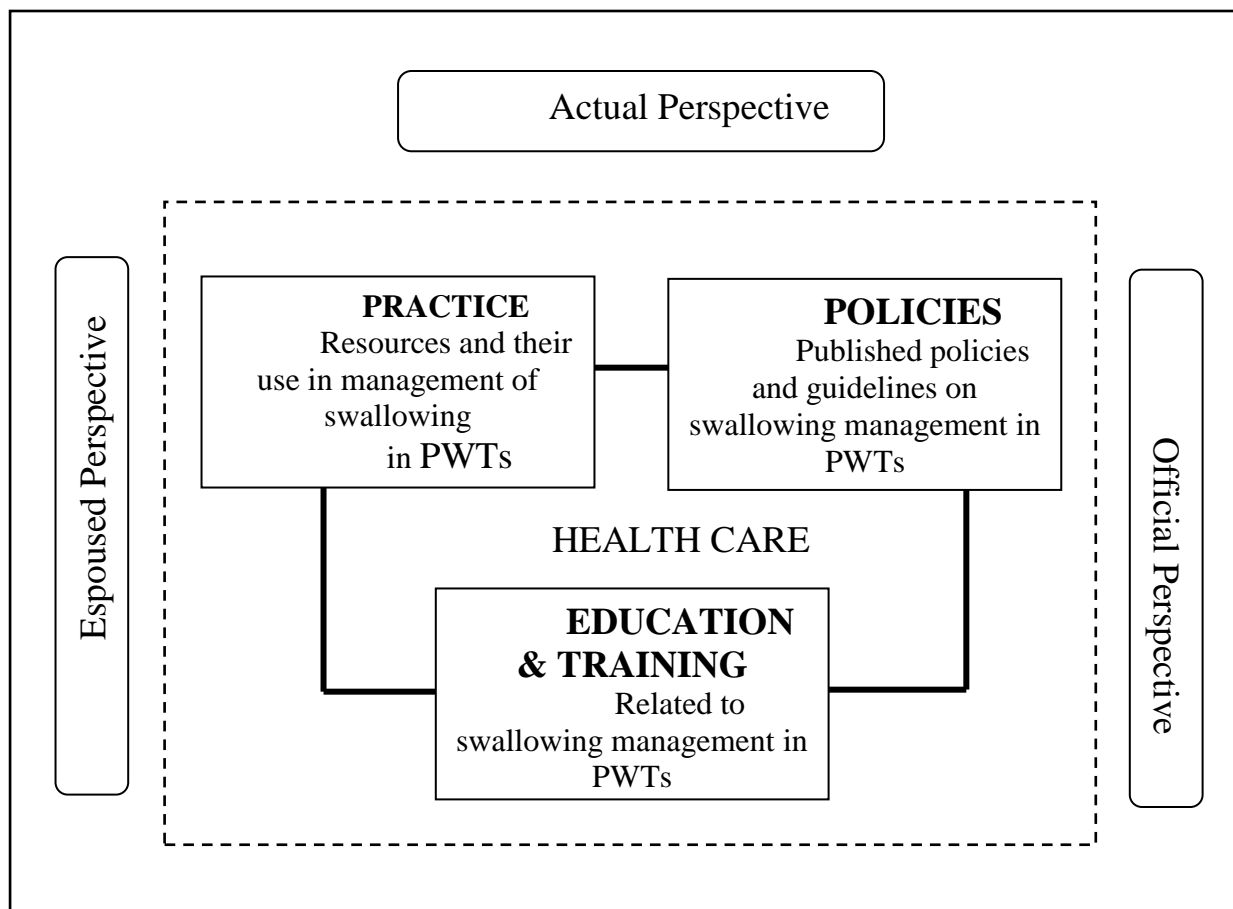 Actual Perspective
Espoused Perspective
PRACTICE
Resources and their
use in management of
swallowing
in PWTs
POLICIES
Published policies
and guidelines on
swallowing management in
PWTs
Official Perspective
HEALTH CARE
EDUCATION
& TRAINING
Related to
swallowing management in
PWTs